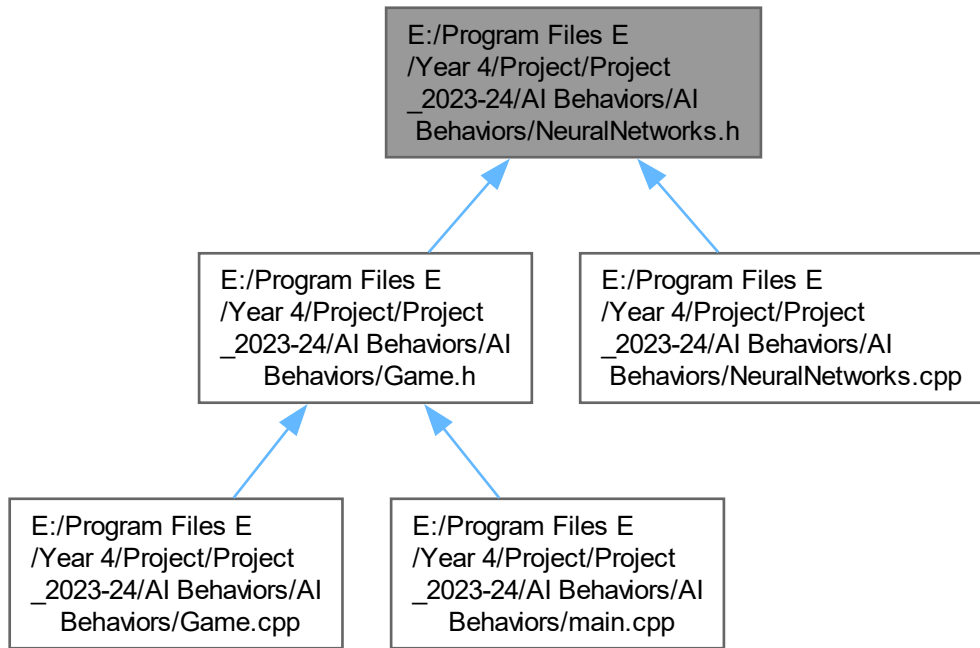 E:/Program Files E
/Year 4/Project/Project
_2023-24/AI Behaviors/AI
Behaviors/NeuralNetworks.h
E:/Program Files E
/Year 4/Project/Project
_2023-24/AI Behaviors/AI
Behaviors/Game.h
E:/Program Files E
/Year 4/Project/Project
_2023-24/AI Behaviors/AI
Behaviors/NeuralNetworks.cpp
E:/Program Files E
/Year 4/Project/Project
_2023-24/AI Behaviors/AI
Behaviors/Game.cpp
E:/Program Files E
/Year 4/Project/Project
_2023-24/AI Behaviors/AI
Behaviors/main.cpp